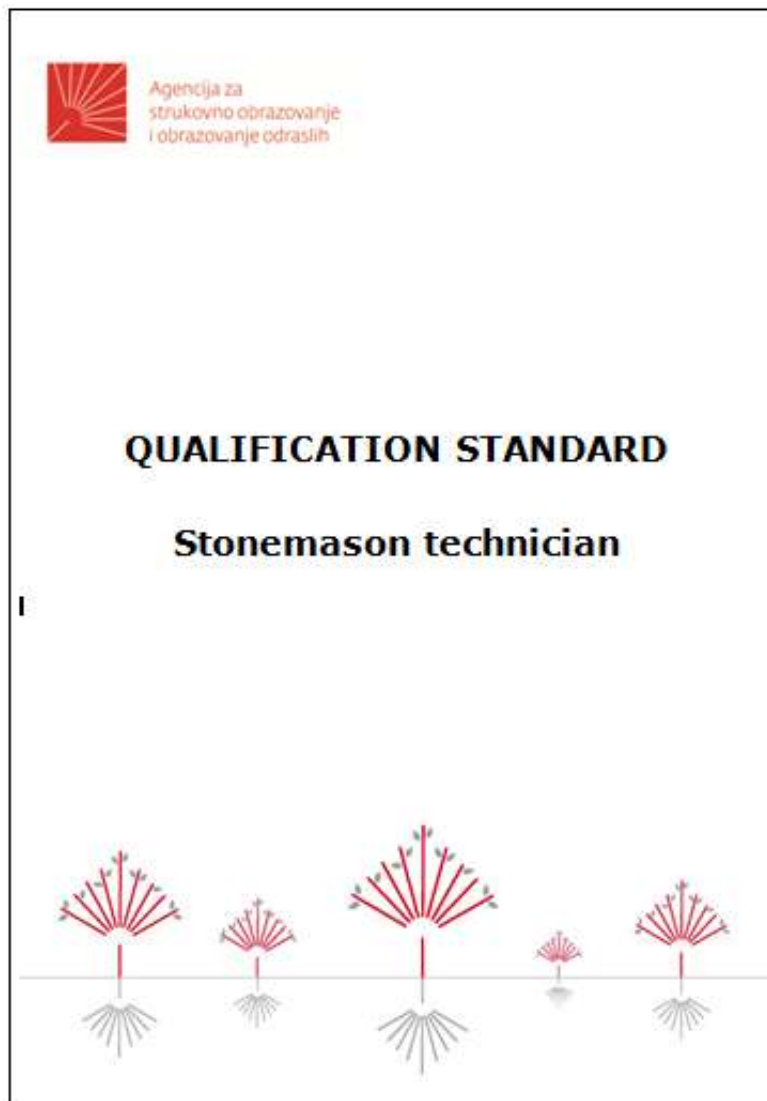 Agencija za
strukovno obrazovanje
i obrazovanje odraslih
QUALIFICATION STANDARD
Stonemason technician